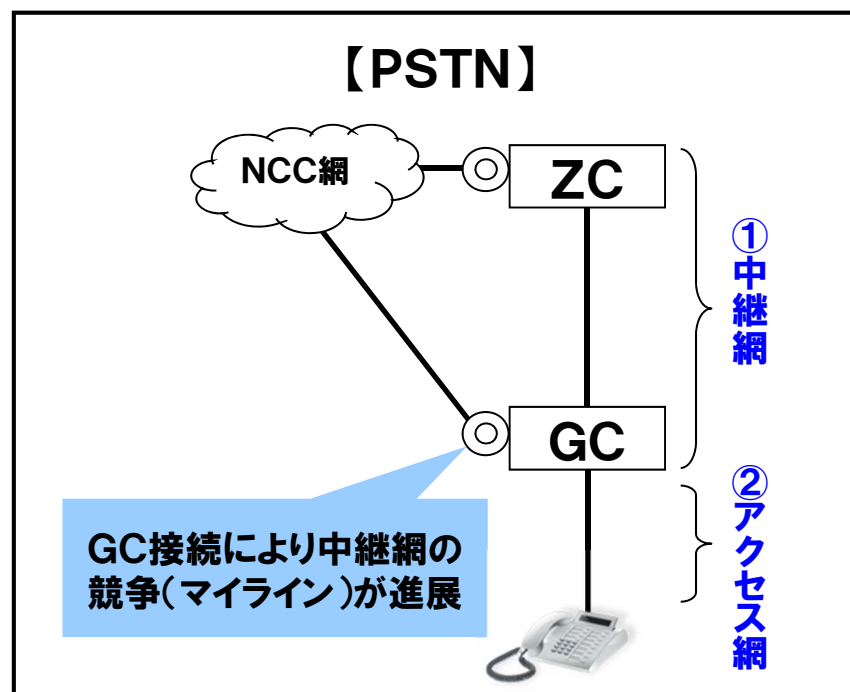 【PSTN】
NCC網
ZC
①中継網
GC
GC接続により中継網の
競争(マイライン)が進展
②アクセス網